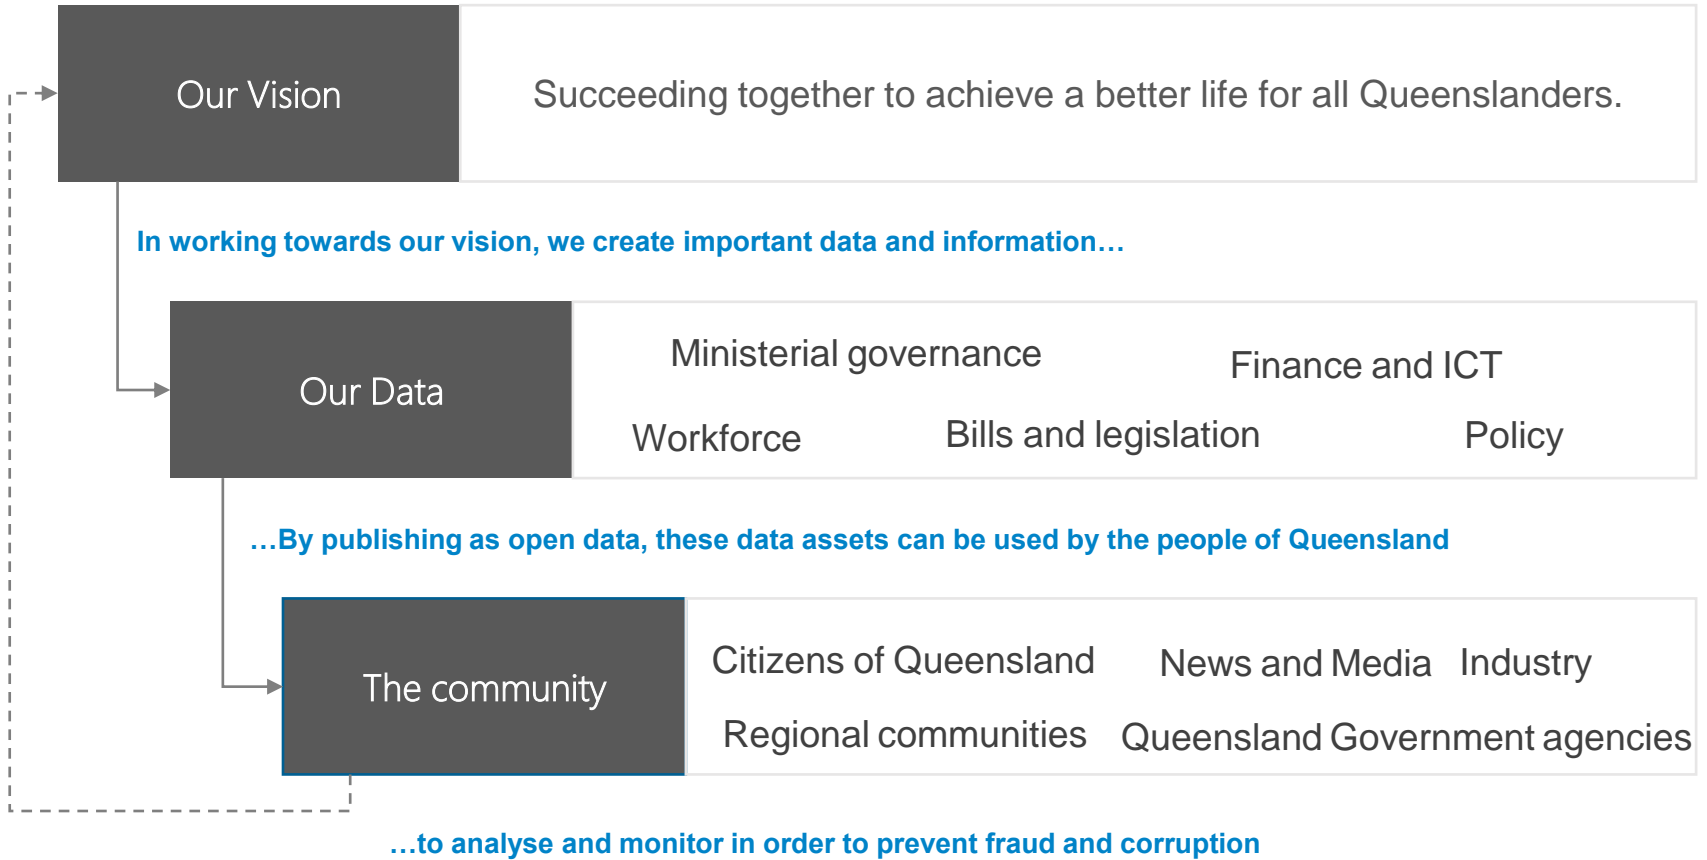 Our Vision
Succeeding together to achieve a better life for all Queenslanders.
In working towards our vision, we create important data and information…
Our Data
Ministerial governance
Finance and ICT
Workforce
Bills and legislation
Policy
…By publishing as open data, these data assets can be used by the people of Queensland
The community
Citizens of Queensland
News and Media
Industry
Regional communities
Queensland Government agencies
…to analyse and monitor in order to prevent fraud and corruption